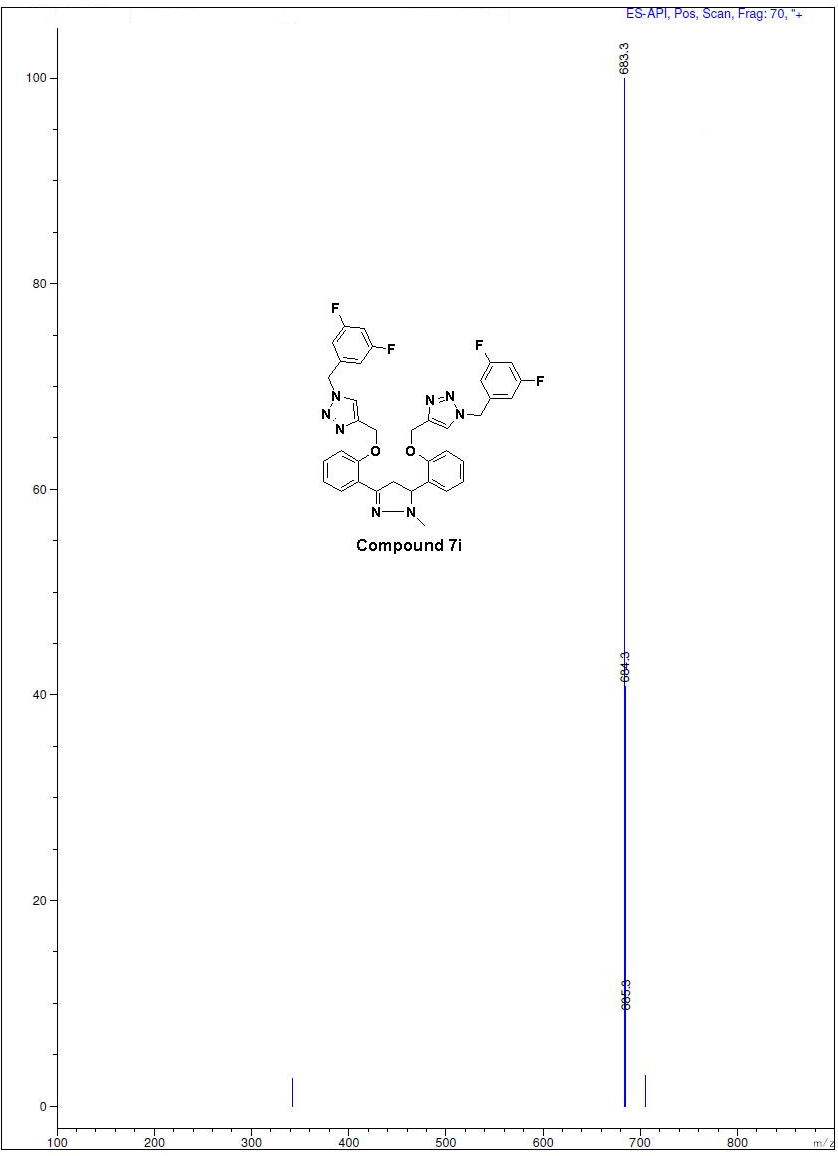 ES-API, Pos, Scan, Frag: 70, "+
683.3
100
80
F
F
F
F
N
N
N
N
N
N
O
O
60
N
N
Compound 7i
684.3
40
20
685.3
0
100 200 300 400 500 600 700 800 m/z